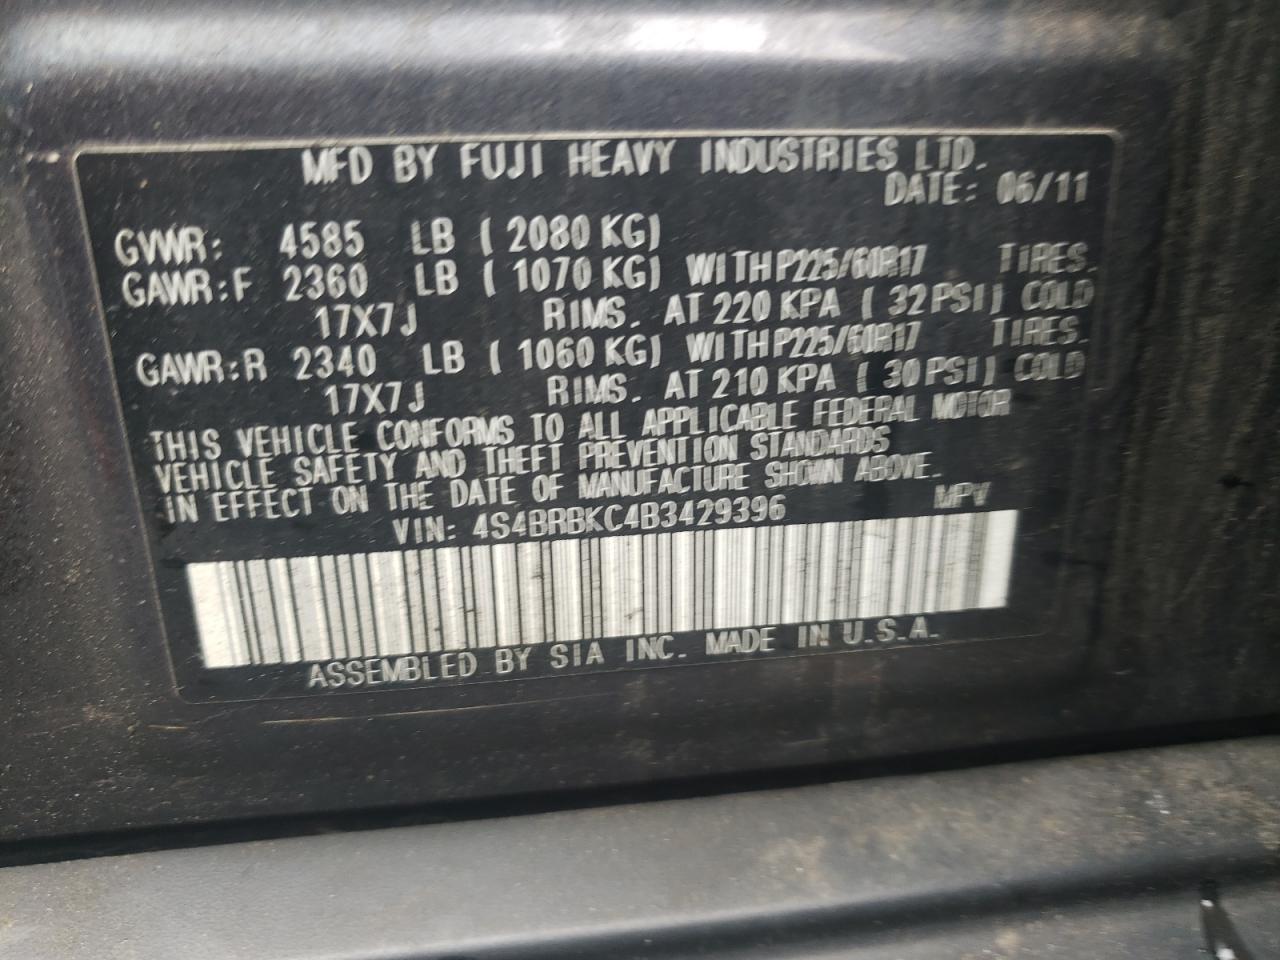 MFD BY FUJI HEAVY INDUSTRIES LTD.
DATE: 06/11
GVWR: 4585 LB ( 2080 KG)
GAWR:F 2360 LB ( 1070 KG) WITH P225/60R17 TIRES.
17X7J RIMS. AT 220 KPA ( 32 PSI) COLD
GAWR:R 2340 LB ( 1060 KG) WITH P225/60R17 TIRES.
17X7J RIMS. AT 210 KPA ( 30 PSI) COLD
THIS VEHICLE CONFORMS TO ALL APPLICABLE FEDERAL MOTOR
VEHICLE SAFETY AND THEFT PREVENTION STANDARDS
IN EFFECT ON THE DATE OF MANUFACTURE SHOWN ABOVE.
VIN: 4S4BRBKC4B3429396 MPV
ASSEMBLED BY SIA INC. MADE IN U.S.A.